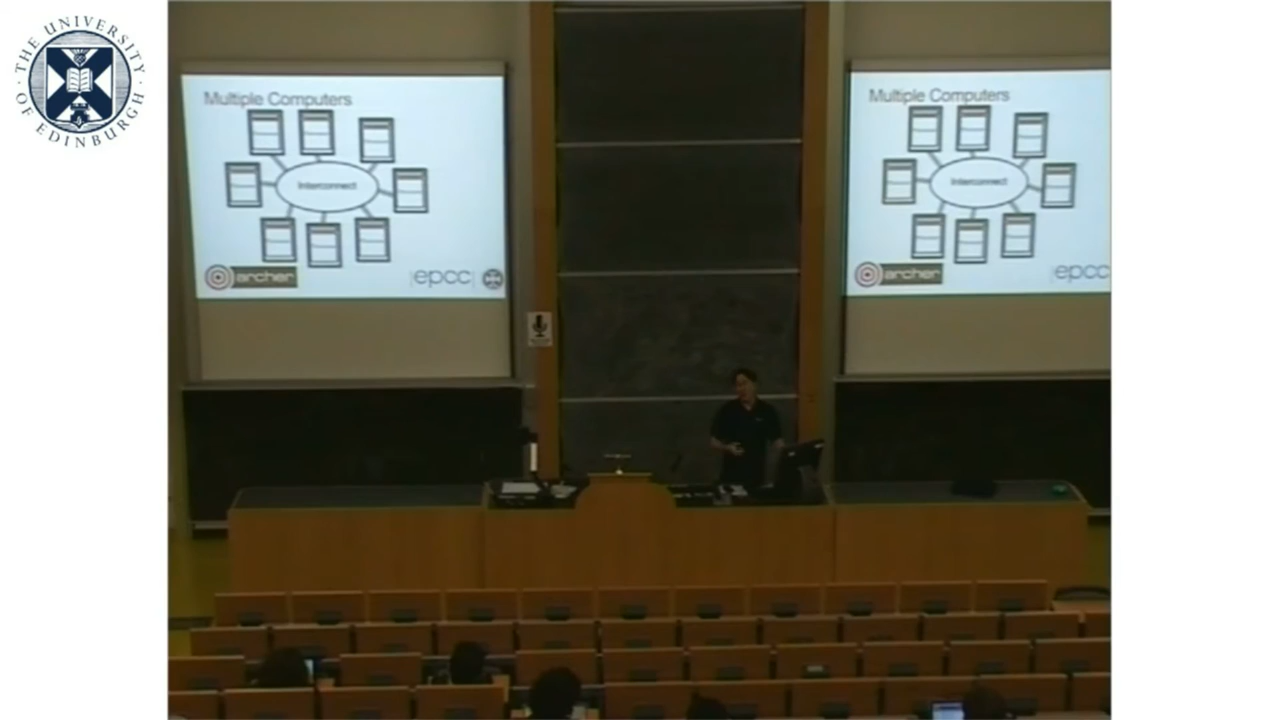 THE UNIVERSITY OF EDINBURGH
Multiple Computers
Interconnect
archer
epcc
Multiple Computers
Interconnect
archer
epcc